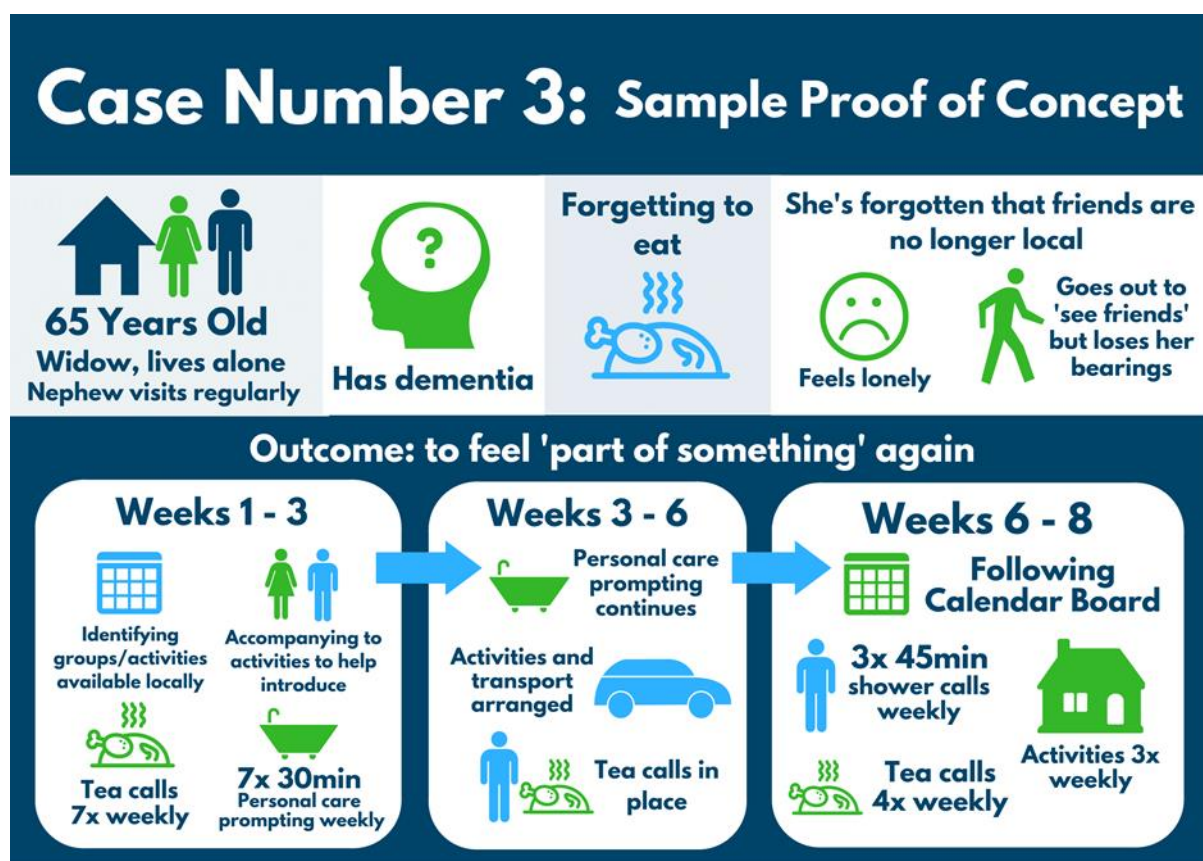 Case Number 3: Sample Proof of Concept
65 Years Old
Widow, lives alone
Nephew visits regularly
?
Has dementia
Forgetting to
eat
She's forgotten that friends are
no longer local
Feels lonely
Goes out to
'see friends'
but loses her
bearings
Outcome: to feel 'part of something' again
Weeks 1 - 3
Identifying
groups/activities
available locally
Accompanying to
activities to help
introduce
Tea calls
7x weekly
7x 30min
Personal care
prompting weekly
Weeks 3 - 6
Personal care
prompting
continues
Activities and
transport
arranged
Tea calls in
place
Weeks 6 - 8
Following
Calendar Board
3x 45min
shower calls
weekly
Activities 3x
weekly
Tea calls
4x weekly